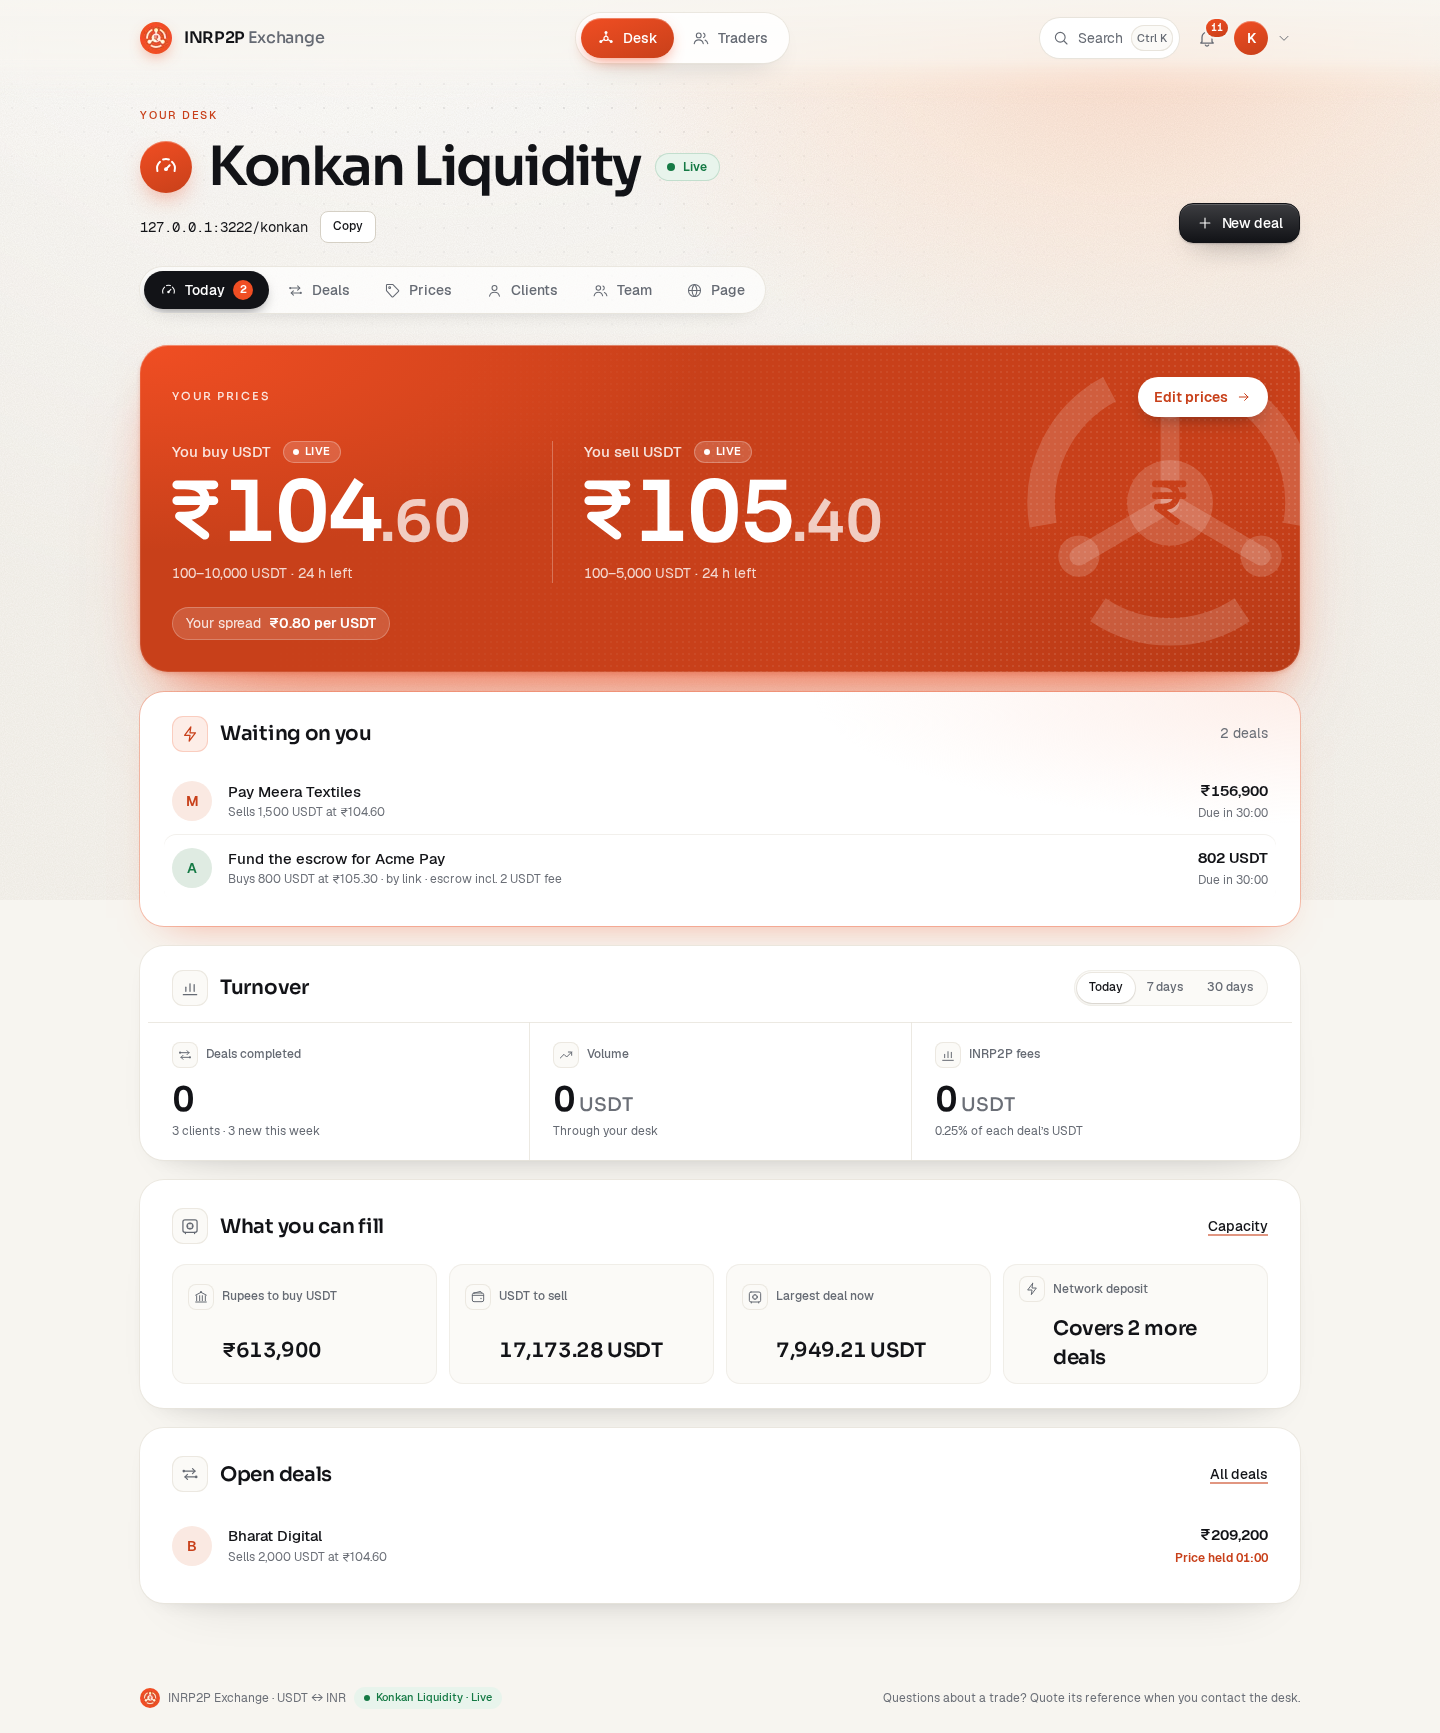 INRP2P Exchange
Desk
Traders
Search Ctrl K
11
K
YOUR DESK
Konkan Liquidity
Live
127.0.0.1:3222/konkan
Copy
New deal
Today 2
Deals
Prices
Clients
Team
Page
YOUR PRICES
Edit prices
You buy USDT LIVE
₹104.60
100–10,000 USDT · 24 h left
You sell USDT LIVE
₹105.40
100–5,000 USDT · 24 h left
₹
Your spread ₹0.80 per USDT
Waiting on you
2 deals
M
Pay Meera Textiles
Sells 1,500 USDT at ₹104.60
₹156,900
Due in 30:00
A
Fund the escrow for Acme Pay
Buys 800 USDT at ₹105.30 · by link · escrow incl. 2 USDT fee
802 USDT
Due in 30:00
Turnover
Today
7 days
30 days
Deals completed
0
3 clients · 3 new this week
Volume
0 USDT
Through your desk
INRP2P fees
0 USDT
0.25% of each deal's USDT
What you can fill
Capacity
Rupees to buy USDT
₹613,900
USDT to sell
17,173.28 USDT
Largest deal now
7,949.21 USDT
Network deposit
Covers 2 more
deals
Open deals
All deals
B
Bharat Digital
Sells 2,000 USDT at ₹104.60
₹209,200
Price held 01:00
INRP2P Exchange · USDT ↔ INR
Konkan Liquidity · Live
Questions about a trade? Quote its reference when you contact the desk.